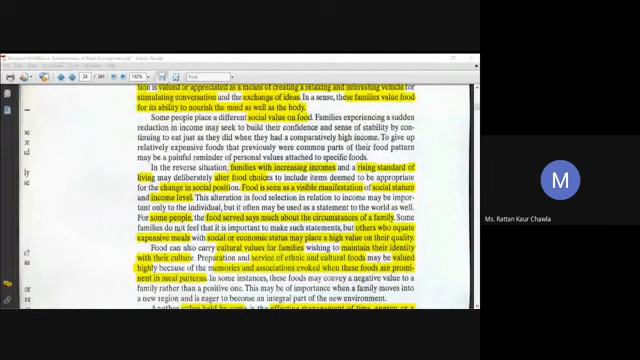 Margaret McWilliams Fundamentals of Meal Management.pdf - Adobe Reader
24 / 361 102% Find
tion is valued or appreciated as a means of creating a relaxing and interesting vehicle for
stimulating conversation and the exchange of ideas. In a sense, these families value food
for its ability to nourish the mind as well as the body.
Some people place a different social value on food. Families experiencing a sudden
reduction in income may seek to build their confidence and sense of stability by con-
tinuing to eat just as they did when they had a comparatively high income. To give up
relatively expensive foods that previously were common parts of their food pattern
may be a painful reminder of personal values attached to specific foods.
In the reverse situation, families with increasing incomes and a rising standard of
living may deliberately alter food choices to include items deemed to be appropriate
for the change in social position. Food is seen as a visible manifestation of social stature
and income level. This alteration in food selection in relation to income may be impor-
tant only to the individual, but it often may be used as a statement to the world as well.
For some people, the food served says much about the circumstances of a family. Some
families do not feel that it is important to make such statements, but others who equate
expensive meals with social or economic status may place a high value on their quality.
Food can also carry cultural values for families wishing to maintain their identity
with their culture. Preparation and service of ethnic and cultural foods may be valued
highly because of the memories and associations evoked when these foods are promi-
nent in meal patterns. In some instances, these foods may convey a negative value to a
family rather than a positive one. This may be of importance when a family moves into
a new region and is eager to become an integral part of the new environment.
Another value held by some is the effective management of time, energy or a
M
Ms. Rattan Kaur Chawla